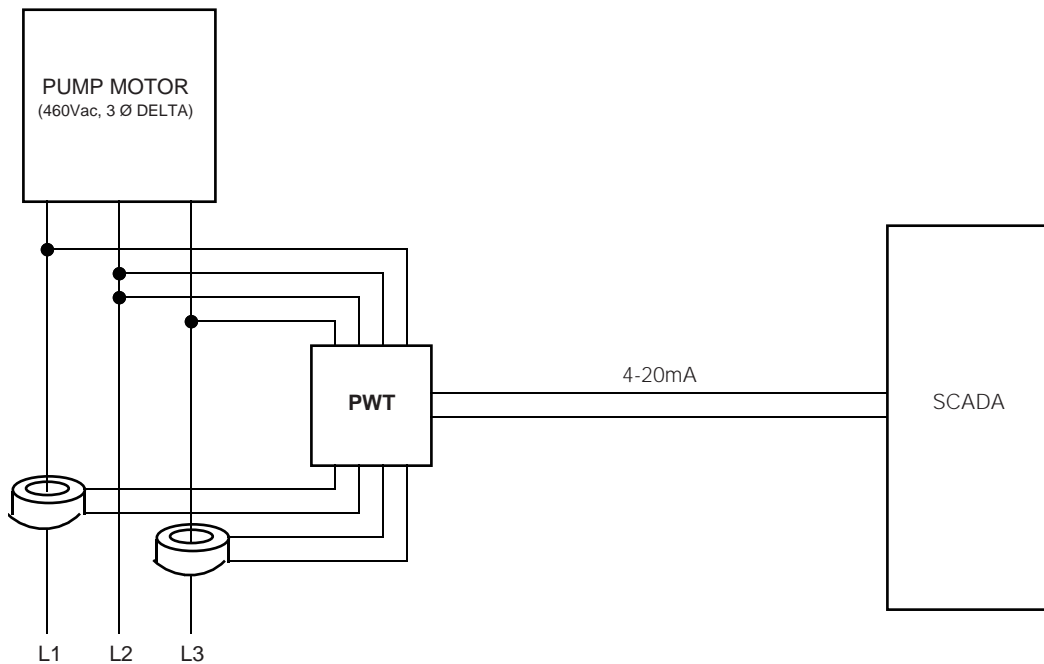 PUMP MOTOR
(460Vac, 3 Ø DELTA)
4-20mA
PWT
SCADA
L1
L2
L3